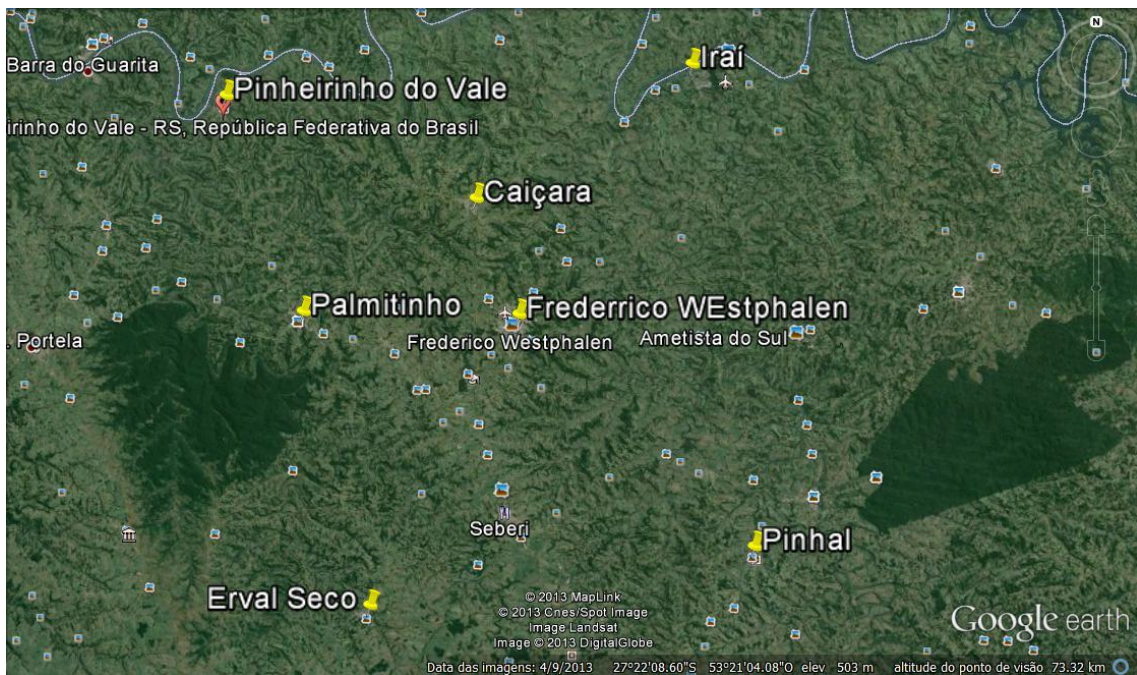 N
Iraí
Barra do Guarita
Pinheirinho do Vale
irinho do Vale - RS, República Federativa do Brasil
Caiçara
Palmitinho
Frederrico WEstphalen
Frederico Westphalen
Ametista do Sul
. Portela
Seberi
Pinhal
Erval Seco
© 2013 MapLink
© 2013 Cnes/Spot Image
Image Landsat
Image © 2013 DigitalGlobe
Google earth
Data das imagens: 4/9/2013 27°22'08.60"S 53°21'04.08"O elev 503 m altitude do ponto de visão 73.32 km